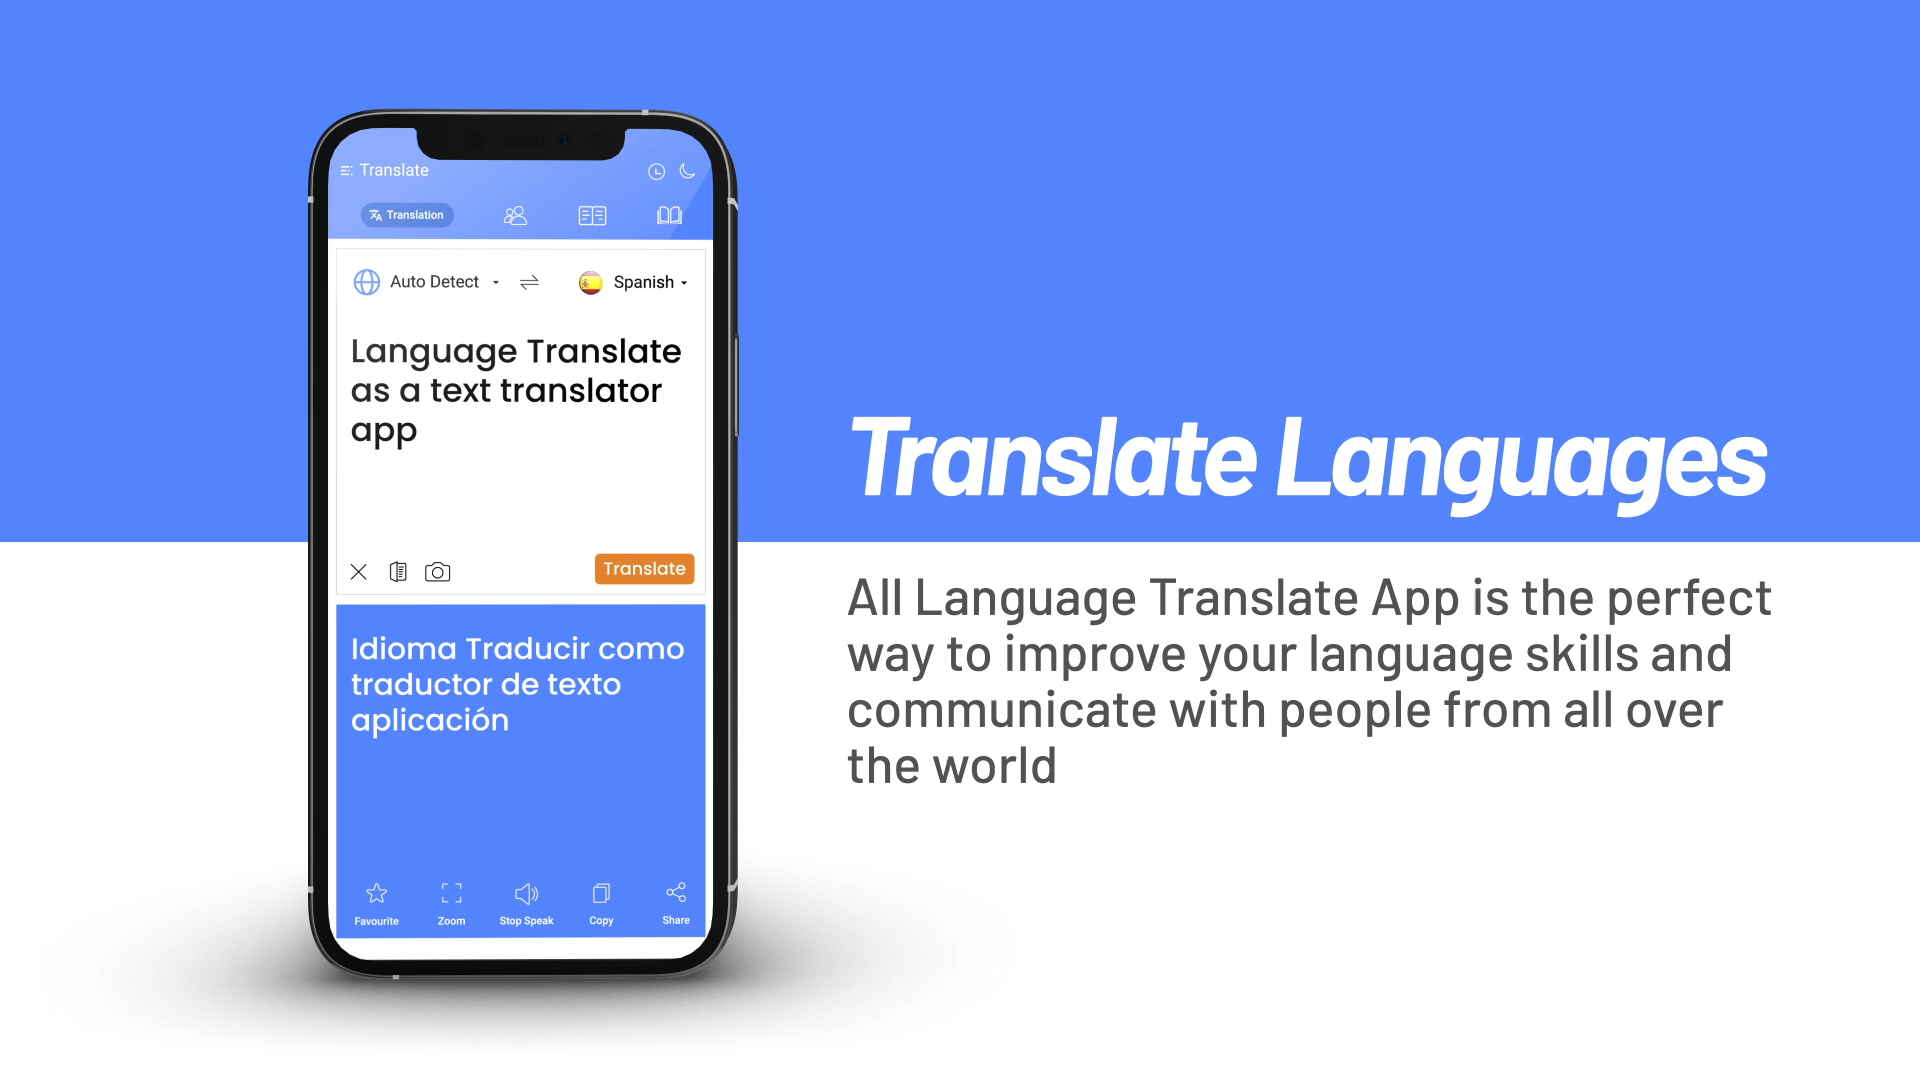 Translate
Translation
Auto Detect
Spanish
Language Translate
as a text translator
app
Translate
Idioma Traducir como
traductor de texto
aplicación
Favourite
Zoom
Stop Speak
Copy
Share
Translate Languages
All Language Translate App is the perfect
way to improve your language skills and
communicate with people from all over
the world